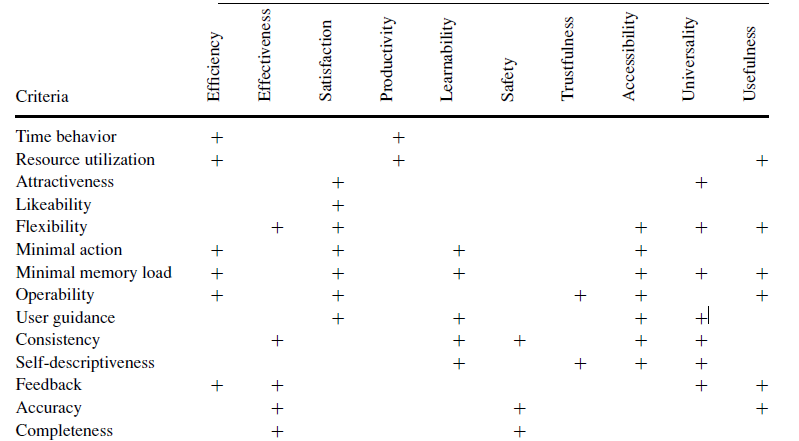 Criteria Efficiency Effectiveness Satisfaction Productivity Learnability Safety Trustfulness Accessibility Universality Usefulness
Time behavior + +
Resource utilization + + +
Attractiveness + +
Likeability +
Flexibility + + + + +
Minimal action + + + +
Minimal memory load + + + + + +
Operability + + + + +
User guidance + + + +
Consistency + + + + +
Self-descriptiveness + + + +
Feedback + + + +
Accuracy + + +
Completeness + +